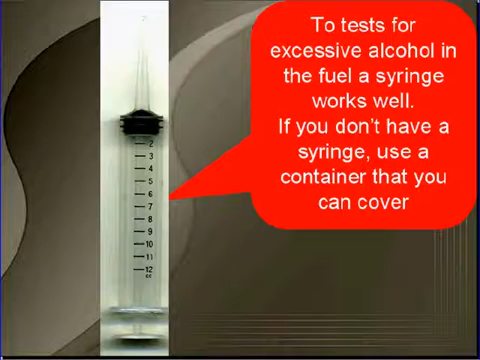 To tests for
excessive alcohol in
the fuel a syringe
works well.
If you don't have a
syringe, use a
container that you
can cover
2
3
4
5
6
7
8
9
10
11
12
cc